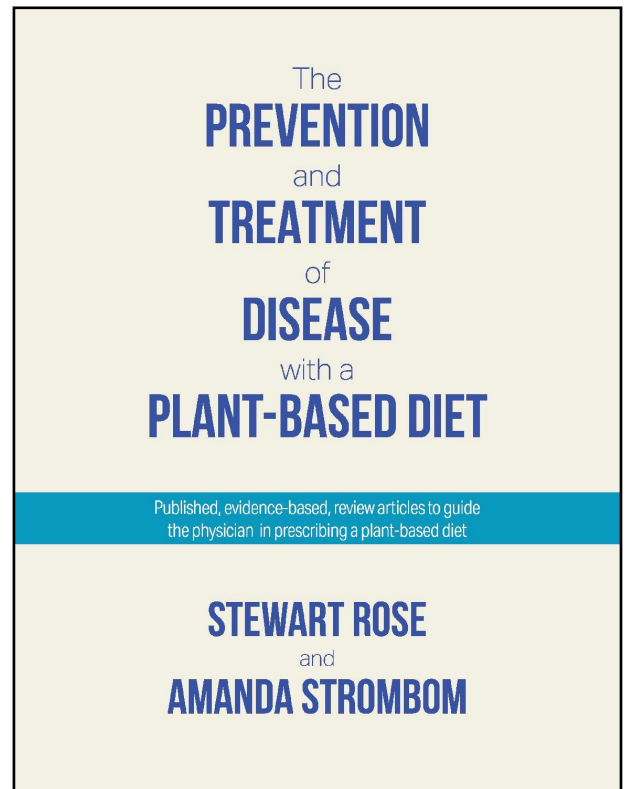 The
PREVENTION
and
TREATMENT
of
DISEASE
with a
PLANT-BASED DIET
Published, evidence-based, review articles to guide
the physician in prescribing a plant-based diet
STEWART ROSE
and
AMANDA STROMBOM